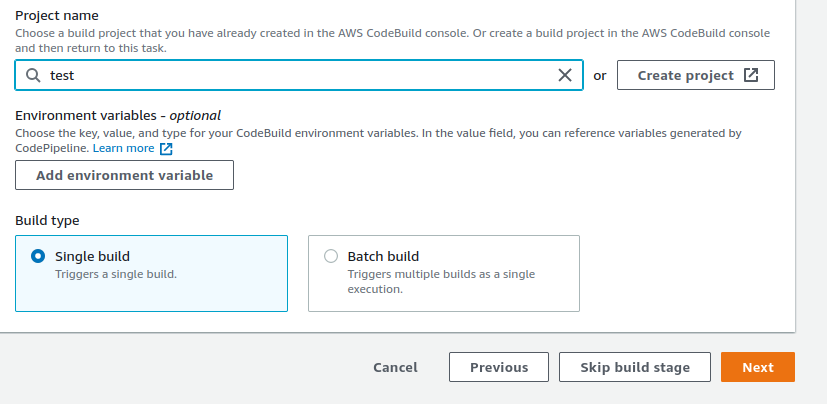 Project name
Choose a build project that you have already created in the AWS CodeBuild console. Or create a build project in the AWS CodeBuild console
and then return to this task.
test
or
Create project
Environment variables - optional
Choose the key, value, and type for your CodeBuild environment variables. In the value field, you can reference variables generated by
CodePipeline. Learn more
Add environment variable
Build type
Single build
Triggers a single build.
Batch build
Triggers multiple builds as a single
execution.
Cancel
Previous
Skip build stage
Next